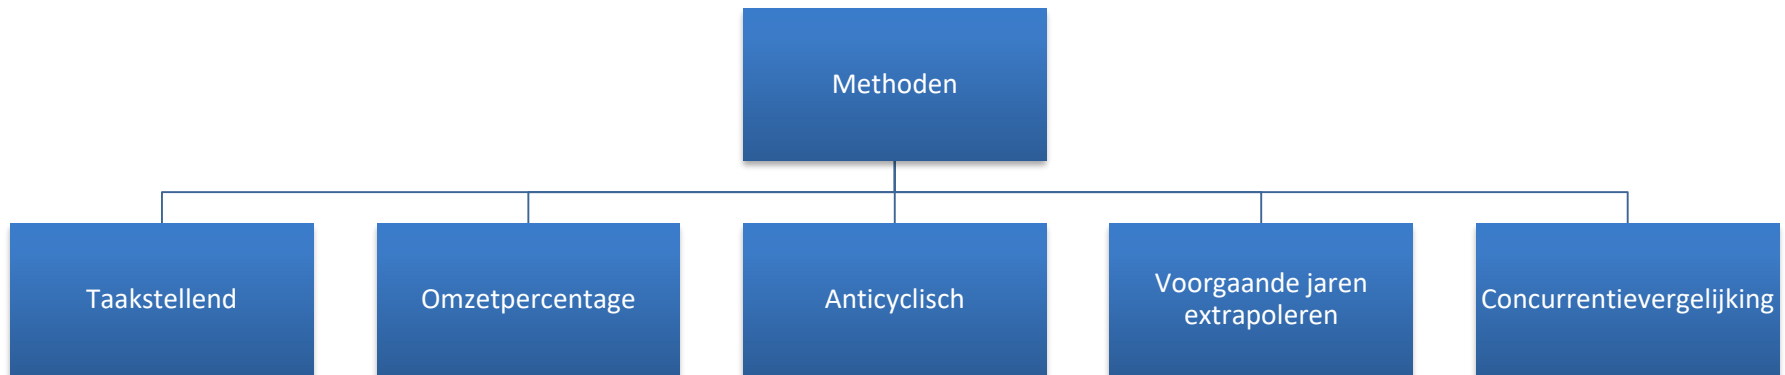 Methoden
Taakstellend
Omzetpercentage
Anticyclisch
Voorgaande jaren
extrapoleren
Concurrentievergelijking